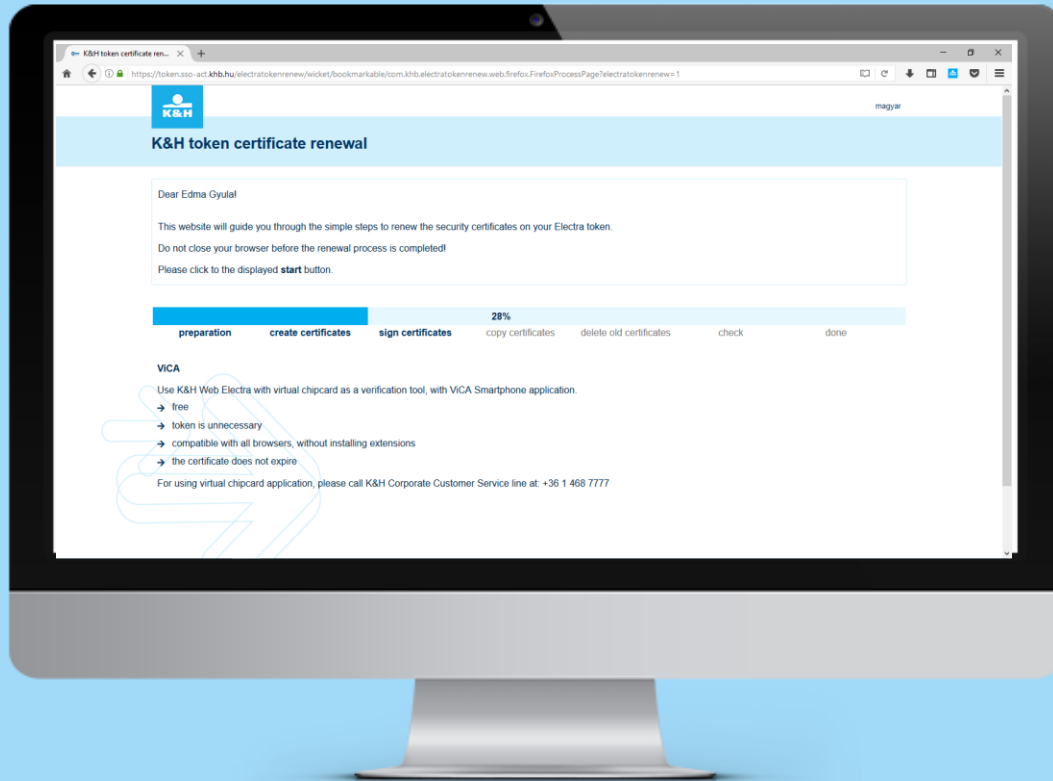 K&H token certificate ren...
https://token.sso-act.khb.hu/electratokenrenew/wicket/bookmarkable/com.khb.electratokenrenew.web.firefox.FirefoxProcessPage?electratokenrenew=1
K&H
magyar
K&H token certificate renewal
Dear Edma Gyula!
This website will guide you through the simple steps to renew the security certificates on your Electra token.
Do not close your browser before the renewal process is completed!
Please click to the displayed start button.
28%
preparation create certificates sign certificates copy certificates delete old certificates check done
ViCA
Use K&H Web Electra with virtual chipcard as a verification tool, with ViCA Smartphone application.
→ free
→ token is unnecessary
→ compatible with all browsers, without installing extensions
→ the certificate does not expire
For using virtual chipcard application, please call K&H Corporate Customer Service line at: +36 1 468 7777